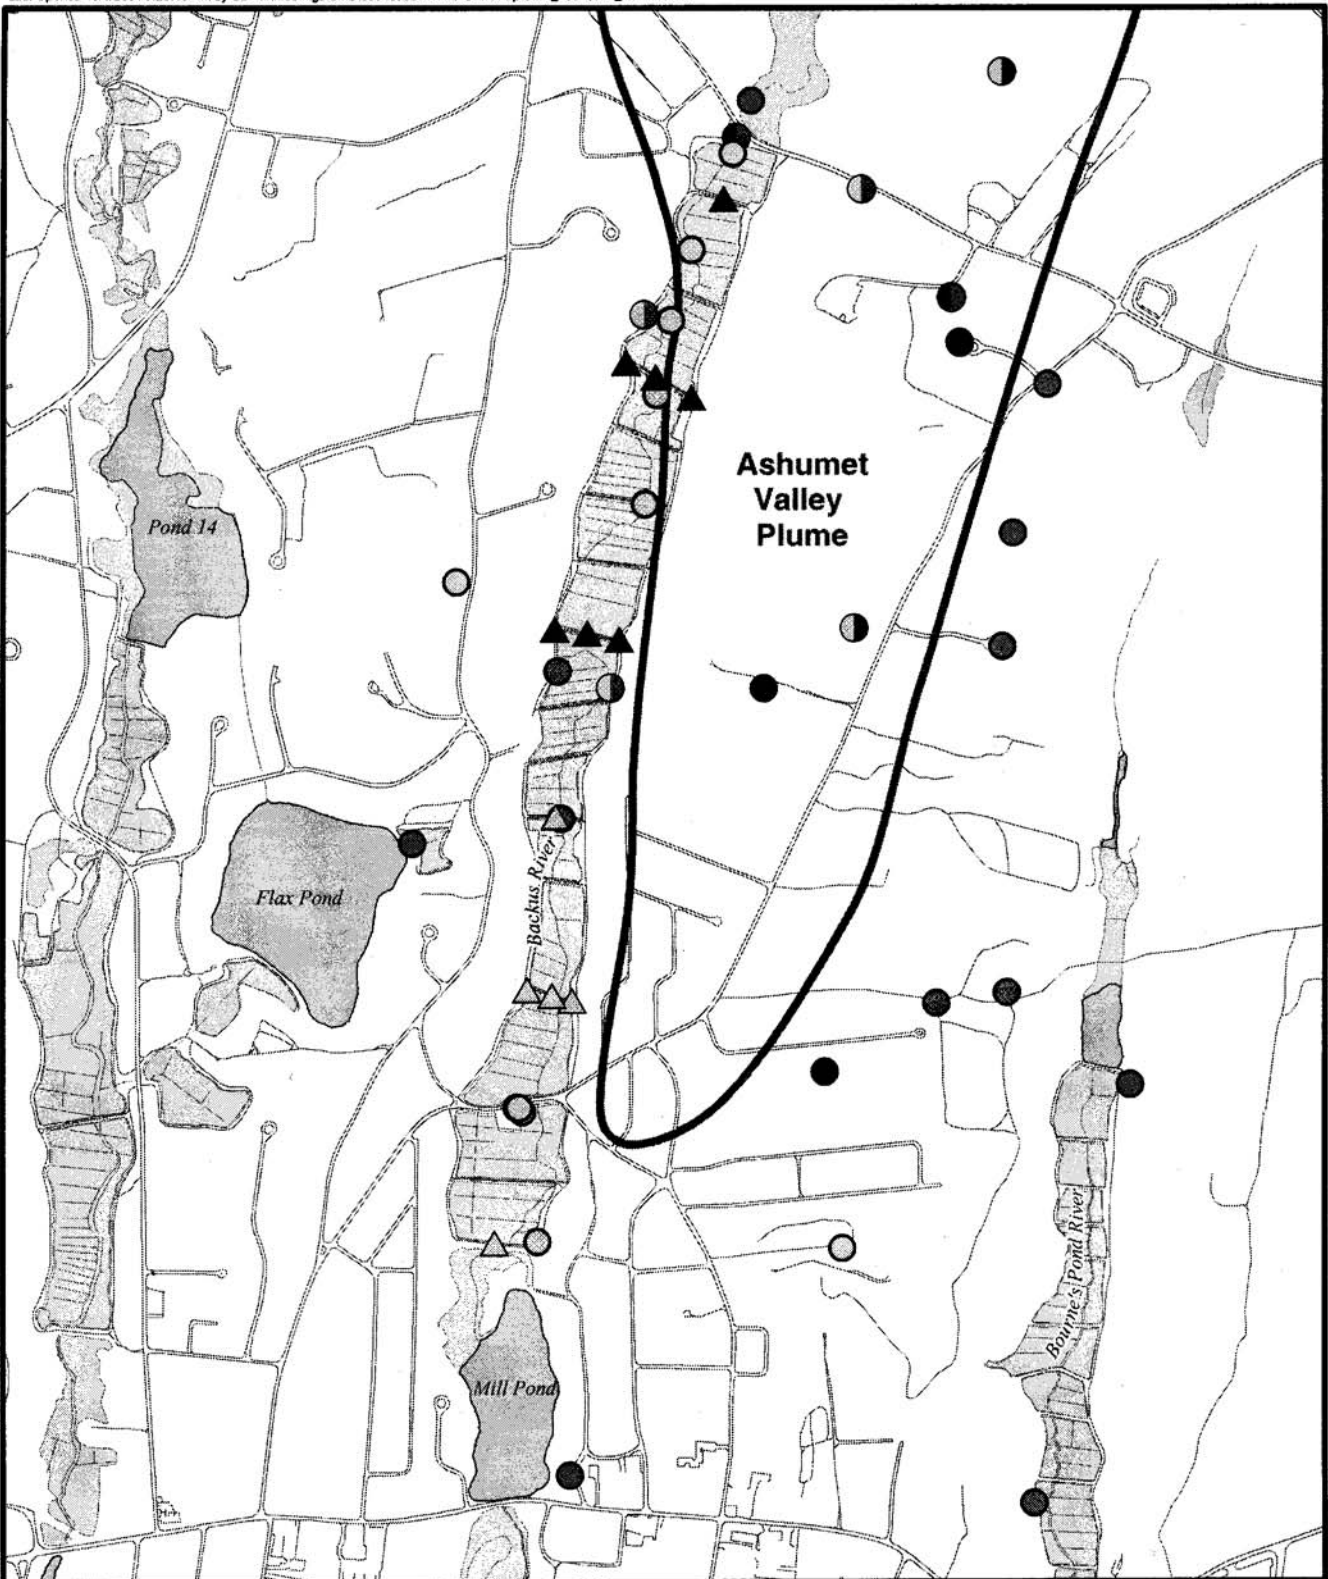 Ashumet
Valley
Plume
Pond 14
Flax Pond
Backus River
Bourne's Pond River
Mill Pond